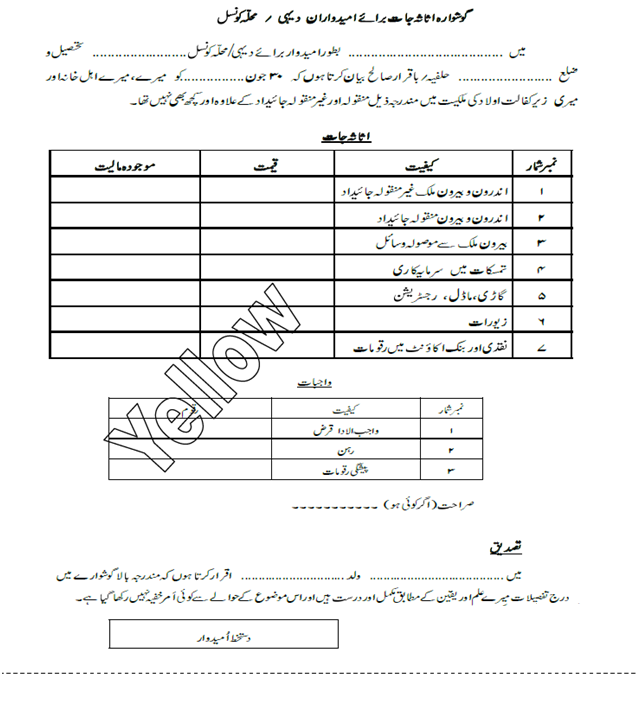 گوشوارہ اثاثہ جات برائے امیدواران دیہی / محلّہ کونسل
میں ........................................ بطور امیدوار برائے دیہی/محلّہ کونسل ........................ تحصیل و
ضلع ........................ حلفیہ/ باقرار صالح بیان کرتا ہوں کہ ۳۰ جون................کو میرے، میرے اہل خانہ اور
میری زیر کفالت اولاد کی ملکیت میں مندرجہ ذیل منقولہ اور غیر منقولہ جائیداد کے علاوہ اور کچھ بھی نہیں تھا۔
اثاثہ جات
نمبر شمار کیفیت قیمت موجودہ مالیت
۱ اندرون و بیرون ملک غیر منقولہ جائیداد
۲ اندرون و بیرون منقولہ جائیداد
۳ بیرون ملک سے موصولہ وسائل
۴ تمسکات میں سرمایہ کاری
۵ گاڑی، ماڈل، رجسٹریشن
۶ زیورات
۷ نقدی اور بنک اکاؤنٹ میں رقومات
Yellow
واجبات
نمبر شمار کیفیت رقوم
۱ واجب الادا قرض
۲ رہن
۳ پیشگی رقومات
صراحت (اگر کوئی ہو) -----------
تصدیق
میں ........................................ ولد .............................. اقرار کرتا ہوں کہ مندرجہ بالا گوشوارے میں
درج تفصیلات میرے علم اور یقین کے مطابق مکمل اور درست ہیں اور اس موضوع کے حوالے سے کوئی اَمر خفیہ نہیں رکھا گیا ہے۔
دستخط اُمیدوار